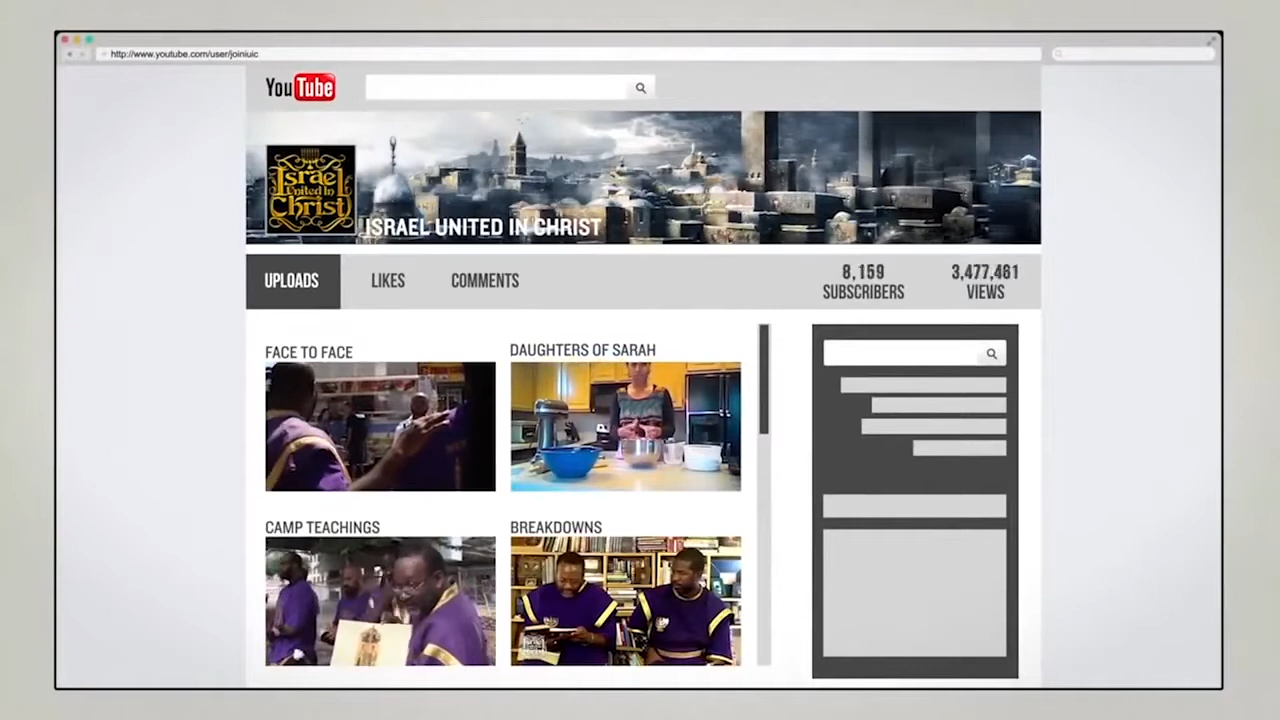 http://www.youtube.com/user/joiniuic
YouTube
Israel
United In
Christ
ISRAEL UNITED IN CHRIST
UPLOADS
LIKES
COMMENTS
8,159
SUBSCRIBERS
3,477,461
VIEWS
FACE TO FACE
DAUGHTERS OF SARAH
CAMP TEACHINGS
BREAKDOWNS